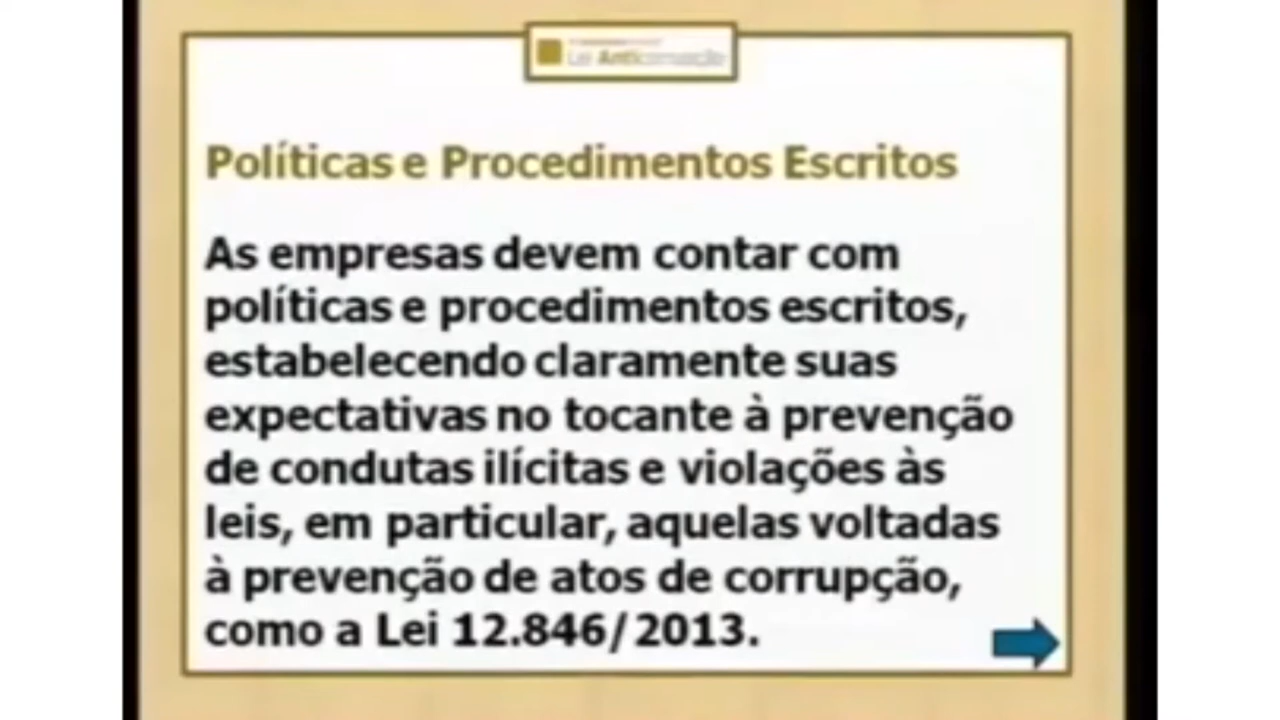 Lei Anticorrupção
Políticas e Procedimentos Escritos
As empresas devem contar com
políticas e procedimentos escritos,
estabelecendo claramente suas
expectativas no tocante à prevenção
de condutas ilícitas e violações às
leis, em particular, aquelas voltadas
à prevenção de atos de corrupção,
como a Lei 12.846/2013.